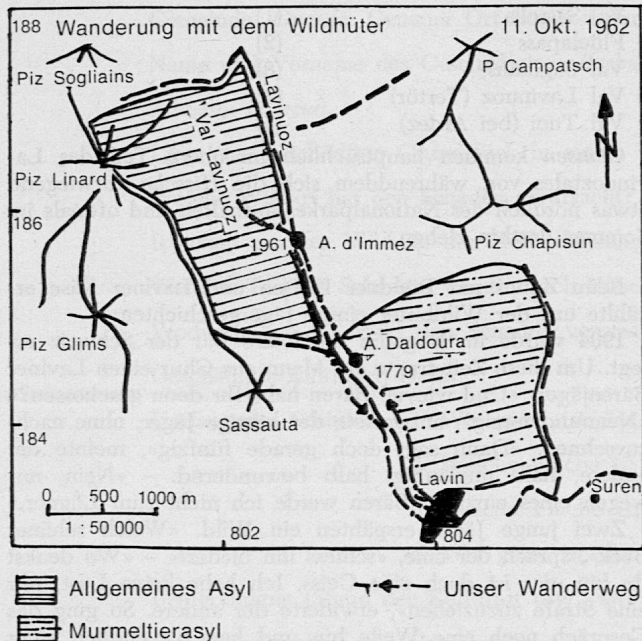 188 Wanderung mit dem Wildhüter 11. Okt. 1962
Piz Sogliains
Campatsch
Lavinuoz
Val Lavinuoz
Piz Linard
186
1961
A. d'Immez
Piz Chapisun
Piz Glims
A. Daldoura
1779
Sassauta
184
Lavin
Suren
0 500 1000 m
1: 50 000
802
804
Allgemeines Asyl
Unser Wanderweg
Murmeltierasyl